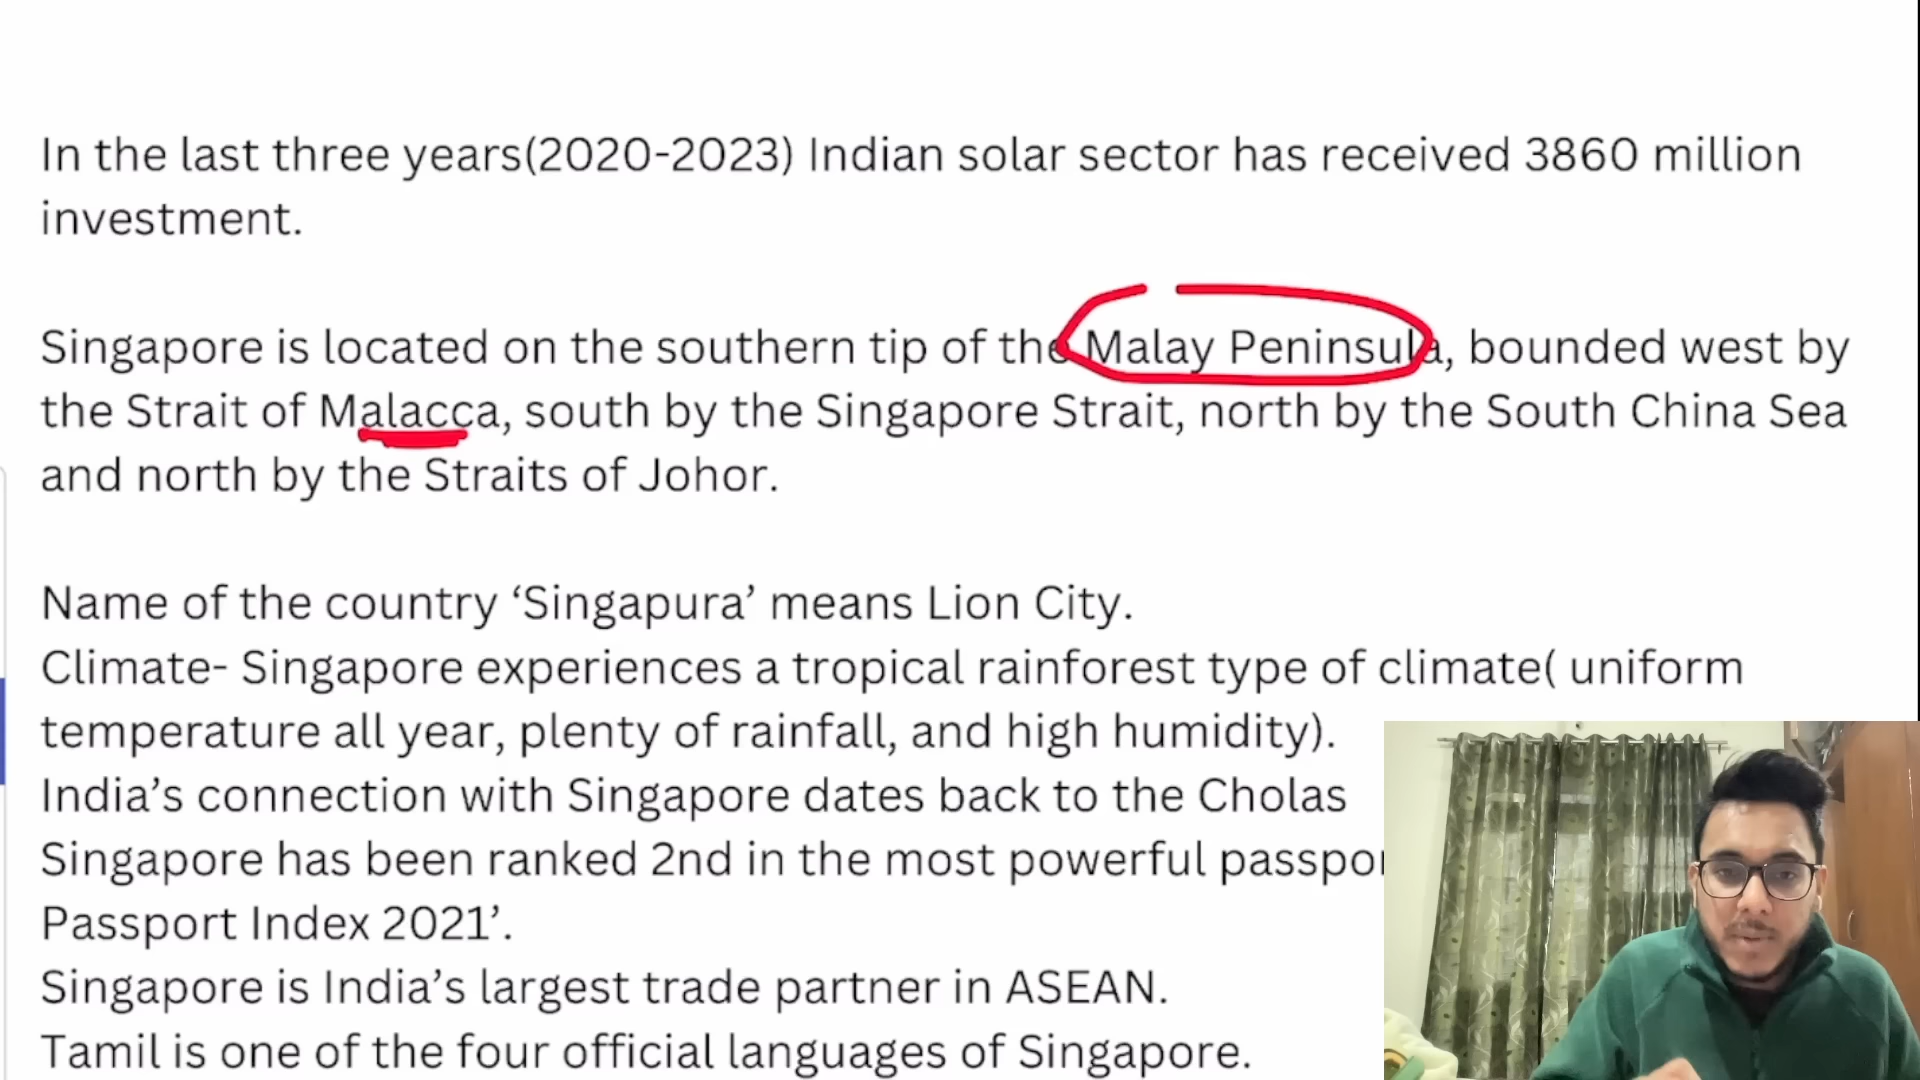 In the last three years(2020-2023) Indian solar sector has received 3860 million
investment.
Singapore is located on the southern tip of the Malay Peninsula, bounded west by
the Strait of Malacca, south by the Singapore Strait, north by the South China Sea
and north by the Straits of Johor.
Name of the country ‘Singapura’ means Lion City.
Climate- Singapore experiences a tropical rainforest type of climate( uniform
temperature all year, plenty of rainfall, and high humidity).
India’s connection with Singapore dates back to the Cholas
Singapore has been ranked 2nd in the most powerful
Passport Index 2021’.
Singapore is India’s largest trade partner in ASEAN.
Tamil is one of the four official languages of Singapore.